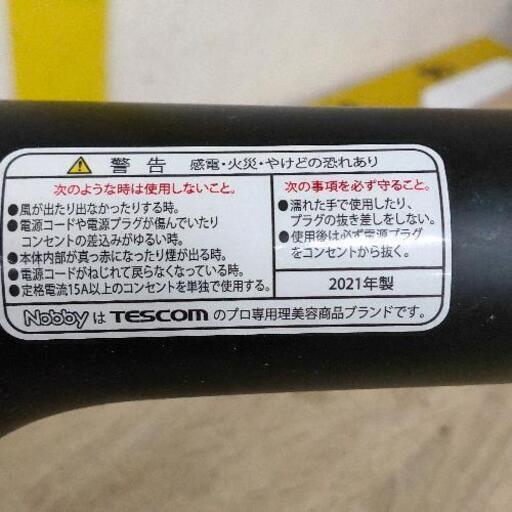 警告 感電・火災・やけどの恐れあり
次のような時は使用しないこと。
●風が出たり出なかったりする時。
●電源コードや電源プラグが傷んでいたり
コンセントの差込みがゆるい時。
●本体内部が真っ赤になったり煙が出る時。
●電源コードがねじれて戻らなくなっている時。
●定格電流15A以上のコンセントを単独で使用する。
次の事項を必ず守ること。
●濡れた手で使用したり、
プラグの抜き差しをしない。
●使用後は必ず電源プラグ
をコンセントから抜く。
2021年製
Nobby は TESCOM のプロ専用理美容商品ブランドです。